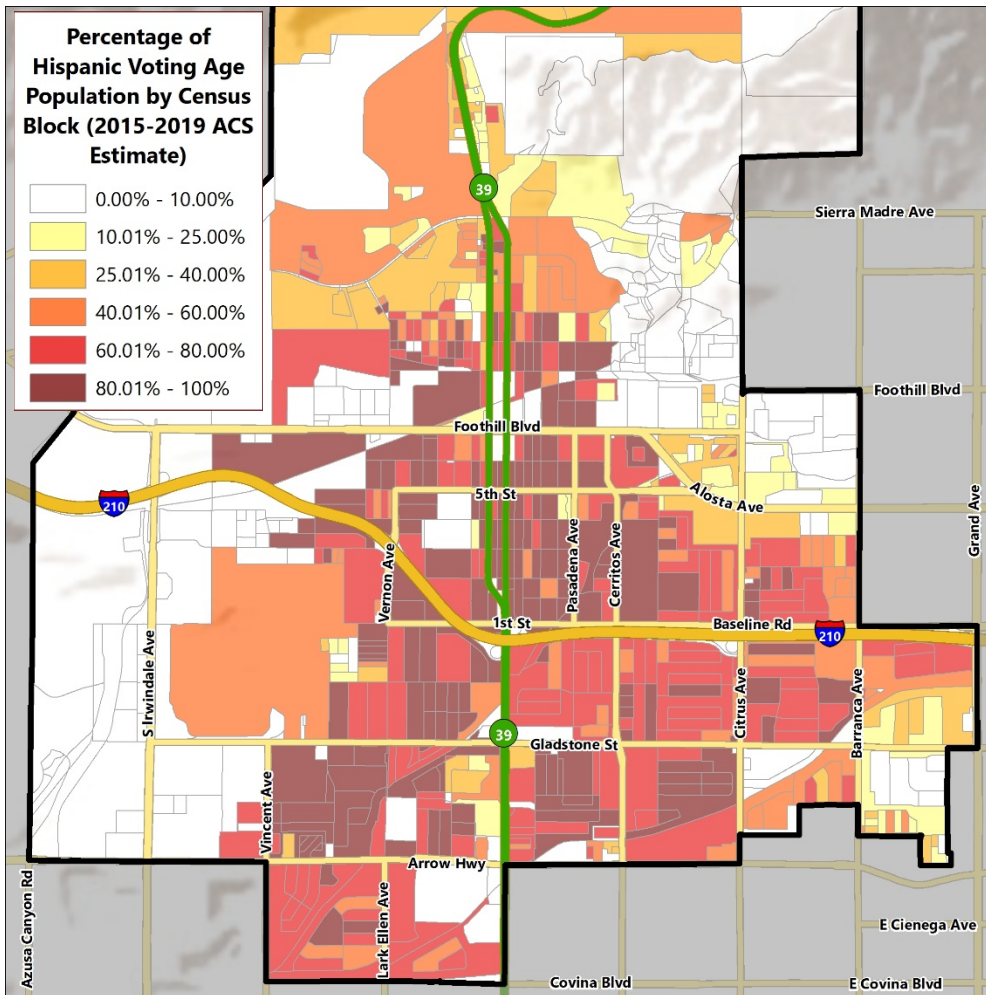 Percentage of
Hispanic Voting Age
Population by Census
Block (2015-2019 ACS
Estimate)
0.00% - 10.00%
10.01% - 25.00%
25.01% - 40.00%
40.01% - 60.00%
60.01% - 80.00%
80.01% - 100%
39
Sierra Madre Ave
Foothill Blvd
Foothill Blvd
210
5th St
Alosta Ave
Grand Ave
Vernon Ave
Pasadena Ave
Cerritos Ave
1st St
Baseline Rd
210
S Irwindale Ave
Citrus Ave
Barranca Ave
39
Gladstone St
Vincent Ave
Arrow Hwy
Azusa Canyon Rd
Lark Ellen Ave
E Cienega Ave
Covina Blvd
E Covina Blvd